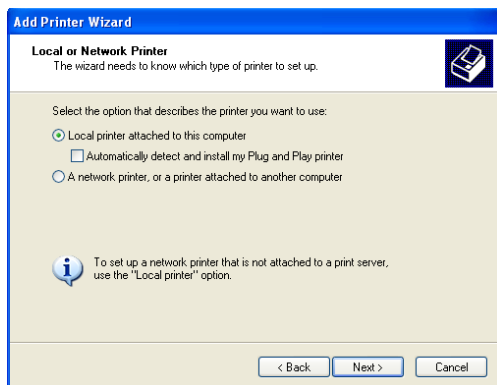 Add Printer Wizard
Local or Network Printer
The wizard needs to know which type of printer to set up.
Select the option that describes the printer you want to use:
Local printer attached to this computer
Automatically detect and install my Plug and Play printer
A network printer, or a printer attached to another computer
To set up a network printer that is not attached to a print server,
use the "Local printer" option.
< Back
Next >
Cancel